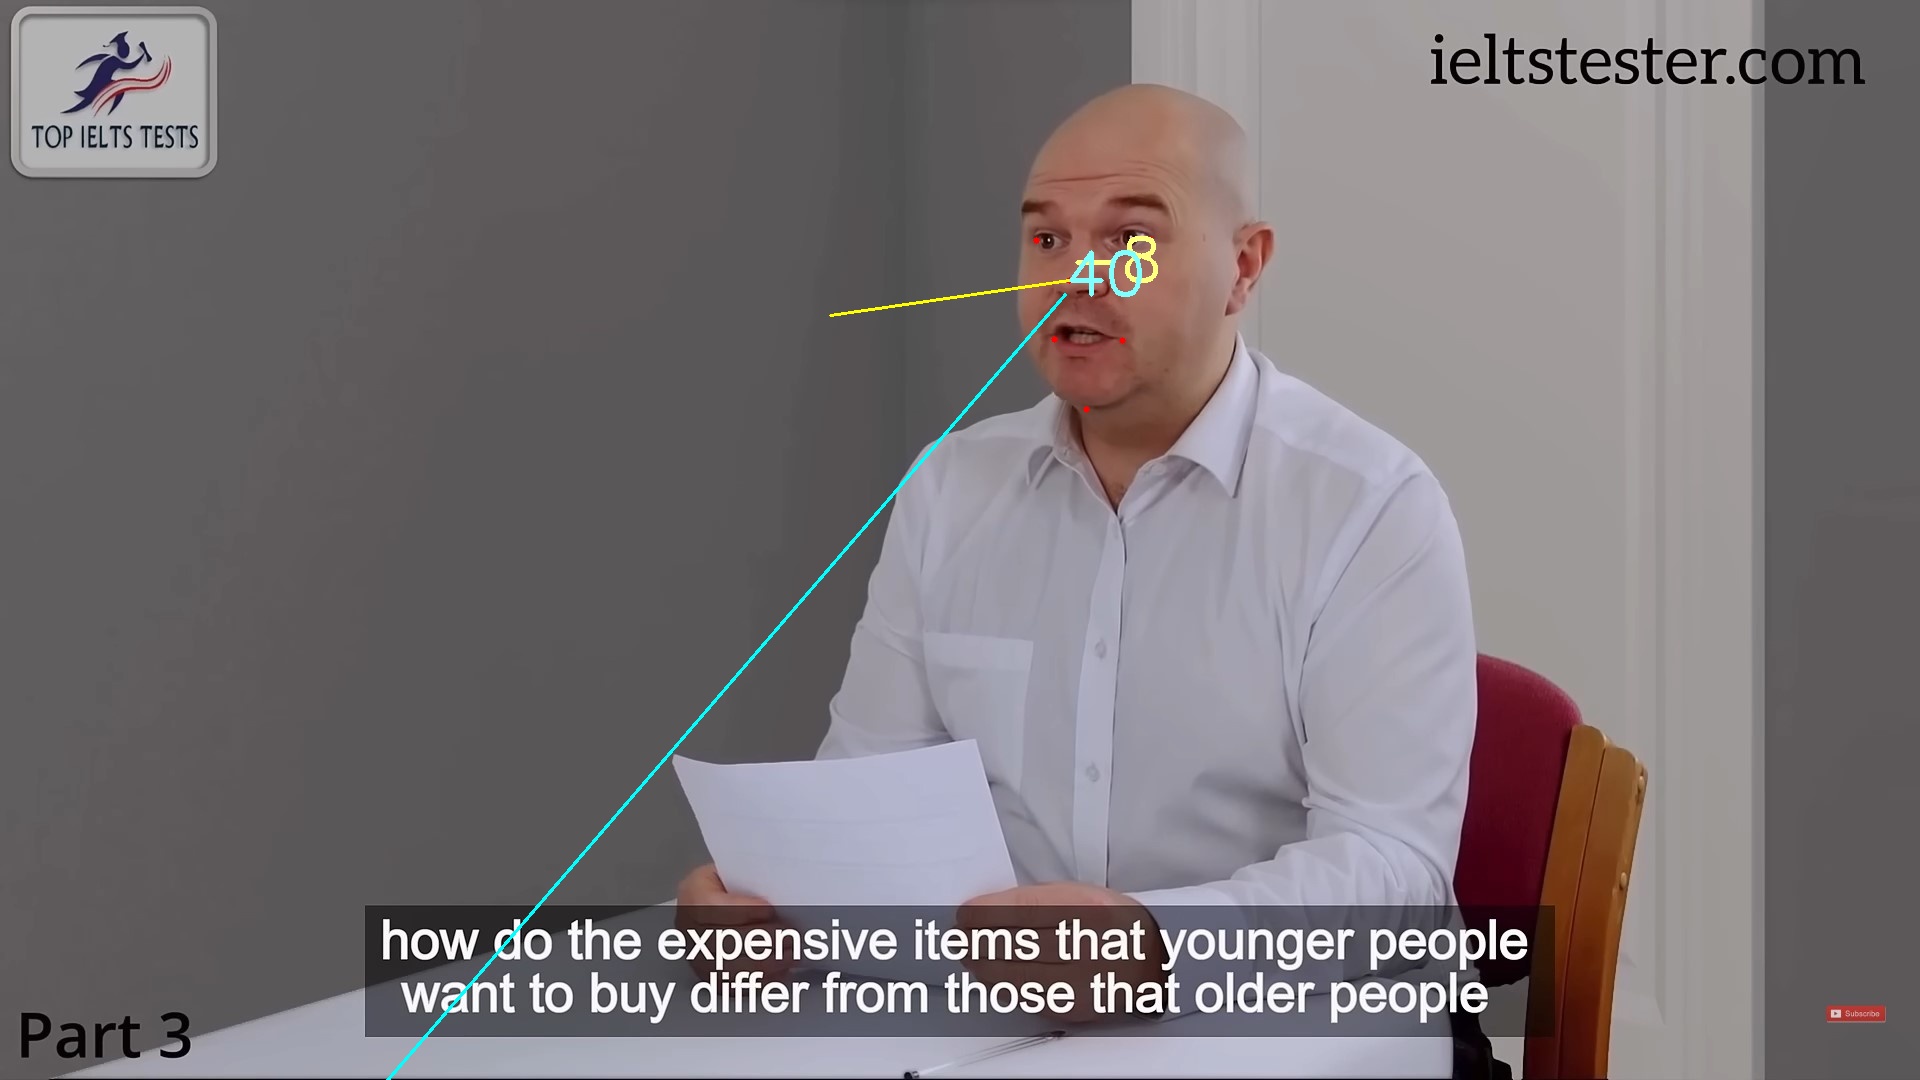 TOP IELTS TESTS
ieltstester.com
-8
40
how do the expensive items that younger people
want to buy differ from those that older people
Part 3
Subscribe